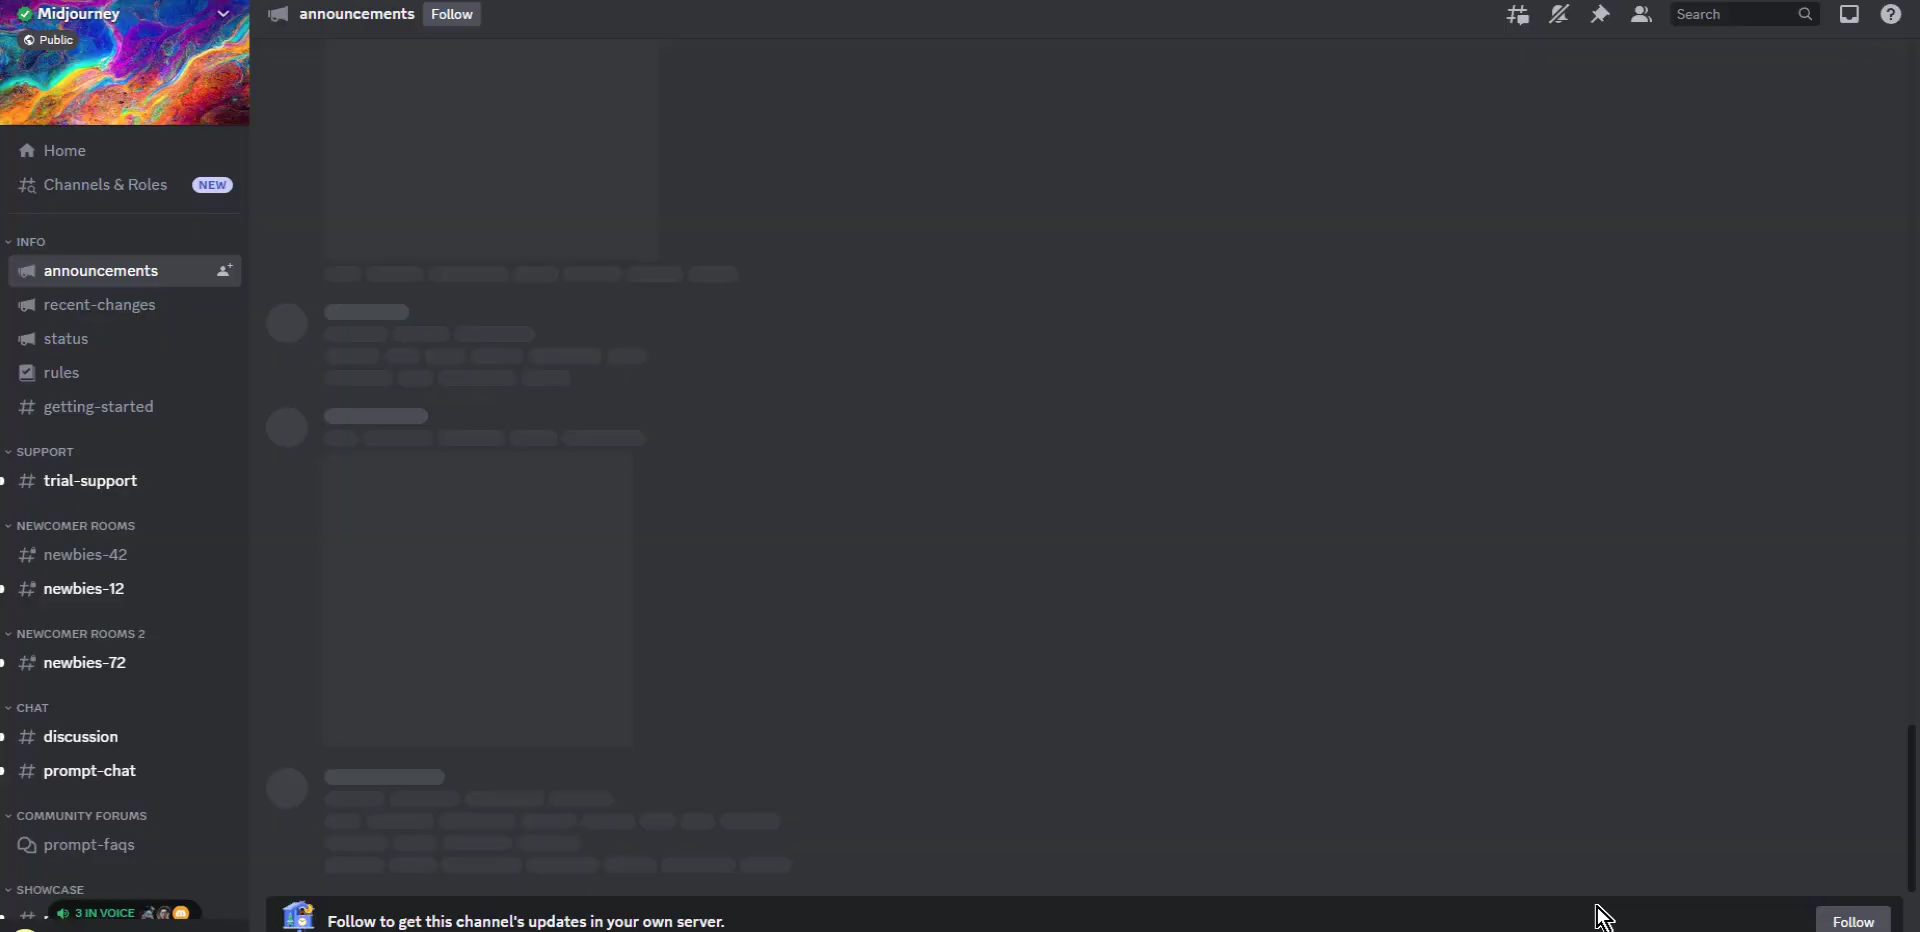 Midjourney
Public
announcements
Follow
Search
Home
Channels & Roles
NEW
INFO
announcements
recent-changes
status
rules
getting-started
SUPPORT
trial-support
NEWCOMER ROOMS
newbies-42
newbies-12
NEWCOMER ROOMS 2
newbies-72
CHAT
discussion
prompt-chat
COMMUNITY FORUMS
prompt-faqs
SHOWCASE
3 IN VOICE
Follow to get this channel's updates in your own server.
Follow